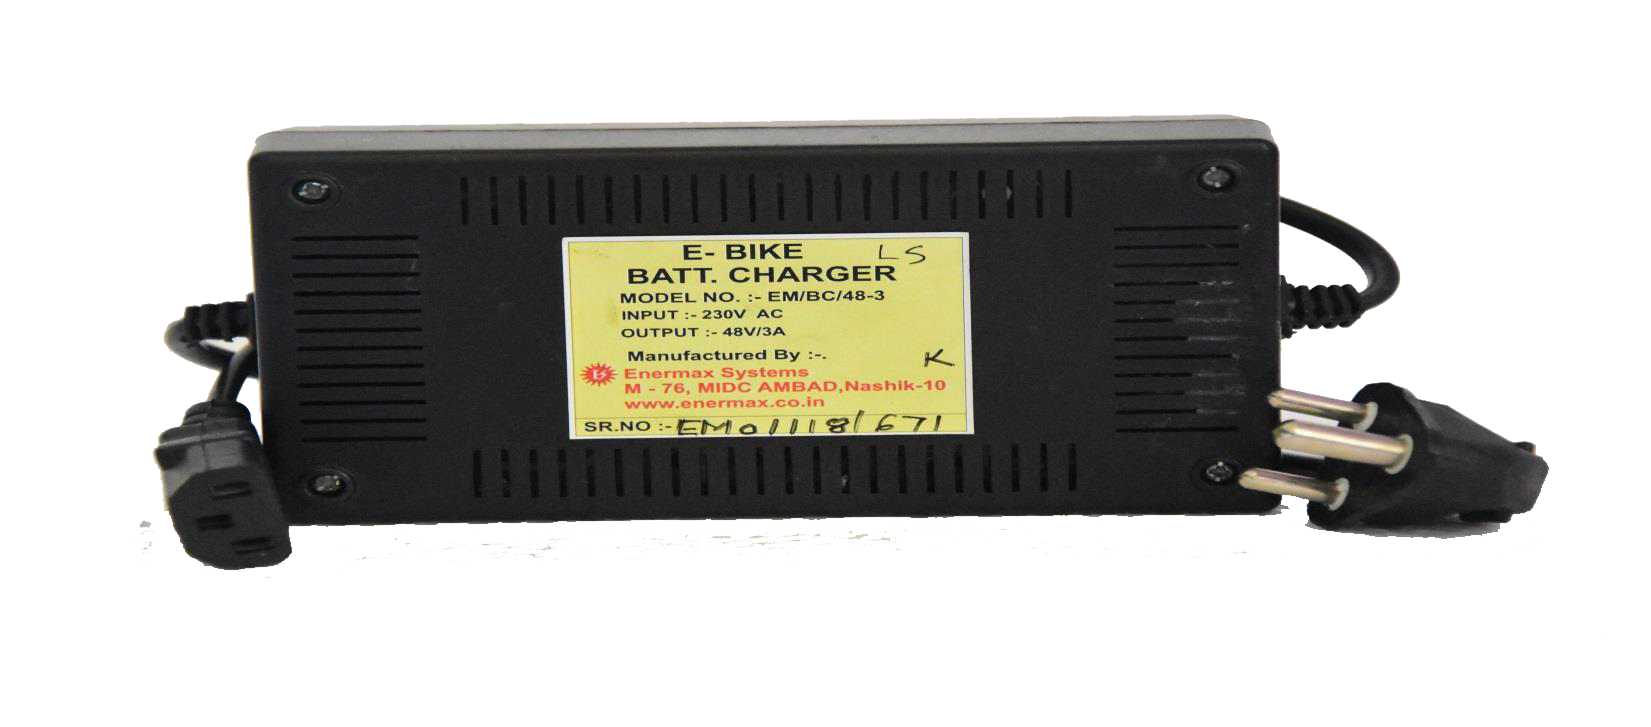 E- BIKE LS
BATT. CHARGER
MODEL NO. :- EM/BC/48-3
INPUT :- 230V AC
OUTPUT :- 48V/3A
Manufactured By :-. K
Enermax Systems
M - 76, MIDC AMBAD,Nashik-10
www.enermax.co.in
SR.NO :- EM01118/671